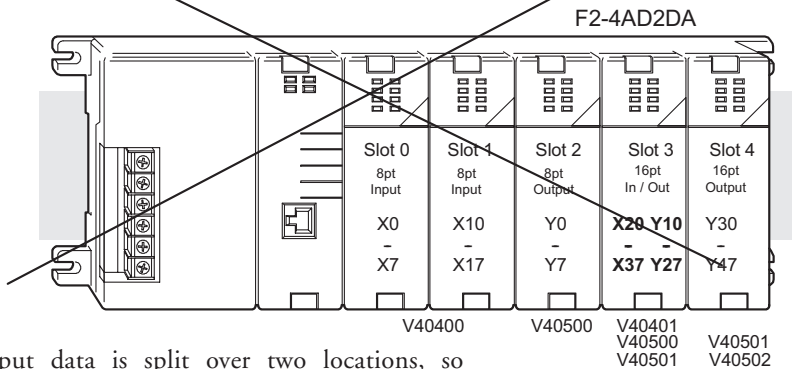 F2-4AD2DA
Slot 0 Slot 1 Slot 2 Slot 3 Slot 4
8pt 8pt 8pt 16pt 16pt
Input Input Output In / Out Output
X0 X10 Y0 X20 Y10 Y30
- - - - - -
X7 X17 Y7 X37 Y27 Y47
V40400 V40500 V40401
V40500 V40501
V40501 V40502
put data is split over two locations, so